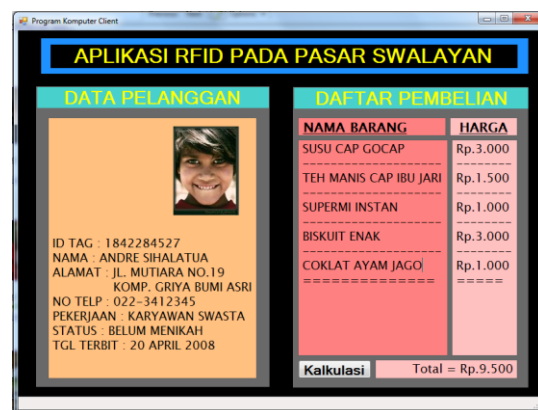 Program Komputer Client
APLIKASI RFID PADA PASAR SWALAYAN
DATA PELANGGAN
ID TAG : 1842284527
NAMA : ANDRE SIHALATUA
ALAMAT : JL. MUTIARA NO.19
KOMP. GRIYA BUMI ASRI
NO TELP : 022-3412345
PEKERJAAN : KARYAWAN SWASTA
STATUS : BELUM MENIKAH
TGL TERBIT : 20 APRIL 2008
DAFTAR PEMBELIAN
NAMA BARANG HARGA
SUSU CAP GOCAP Rp.3.000
TEH MANIS CAP IBU JARI Rp.1.500
SUPERMI INSTAN Rp.1.000
BISKUIT ENAK Rp.3.000
COKLAT AYAM JAGO Rp.1.000
Kalkulasi Total = Rp.9.500